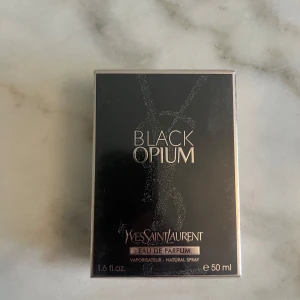 BLACK
OPIUM
YVESSAINTLAURENT
EAU DE PARFUM
VAPORISATEUR - NATURAL SPRAY
1.6 fl.oz. ℮ 50 ml